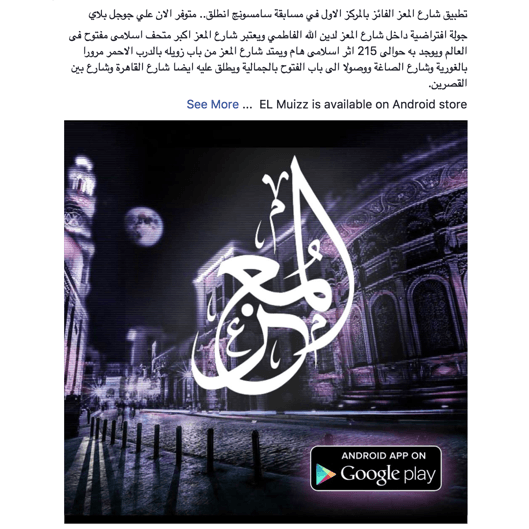 تطبيق شارع المعز الفائز بالمركز الاول في مسابقة سامسونج انطلق.. متوفر الان علي جوجل بلاي
جولة افتراضية داخل شارع المعز لدين الله الفاطمي ويعتبر شارع المعز اكبر متحف اسلامى مفتوح فى
العالم ويوجد به حوالى 215 اثر اسلامى هام ويمتد شارع المعز من باب زويله بالدرب الاحمر مرورا
بالغورية وشارع الصاغة ووصولا الى باب الفتوح بالجمالية ويطلق عليه ايضا شارع القاهرة وشارع بين
القصرين.
EL Muizz is available on Android store ... See More
المعز
ANDROID APP ON
Google play